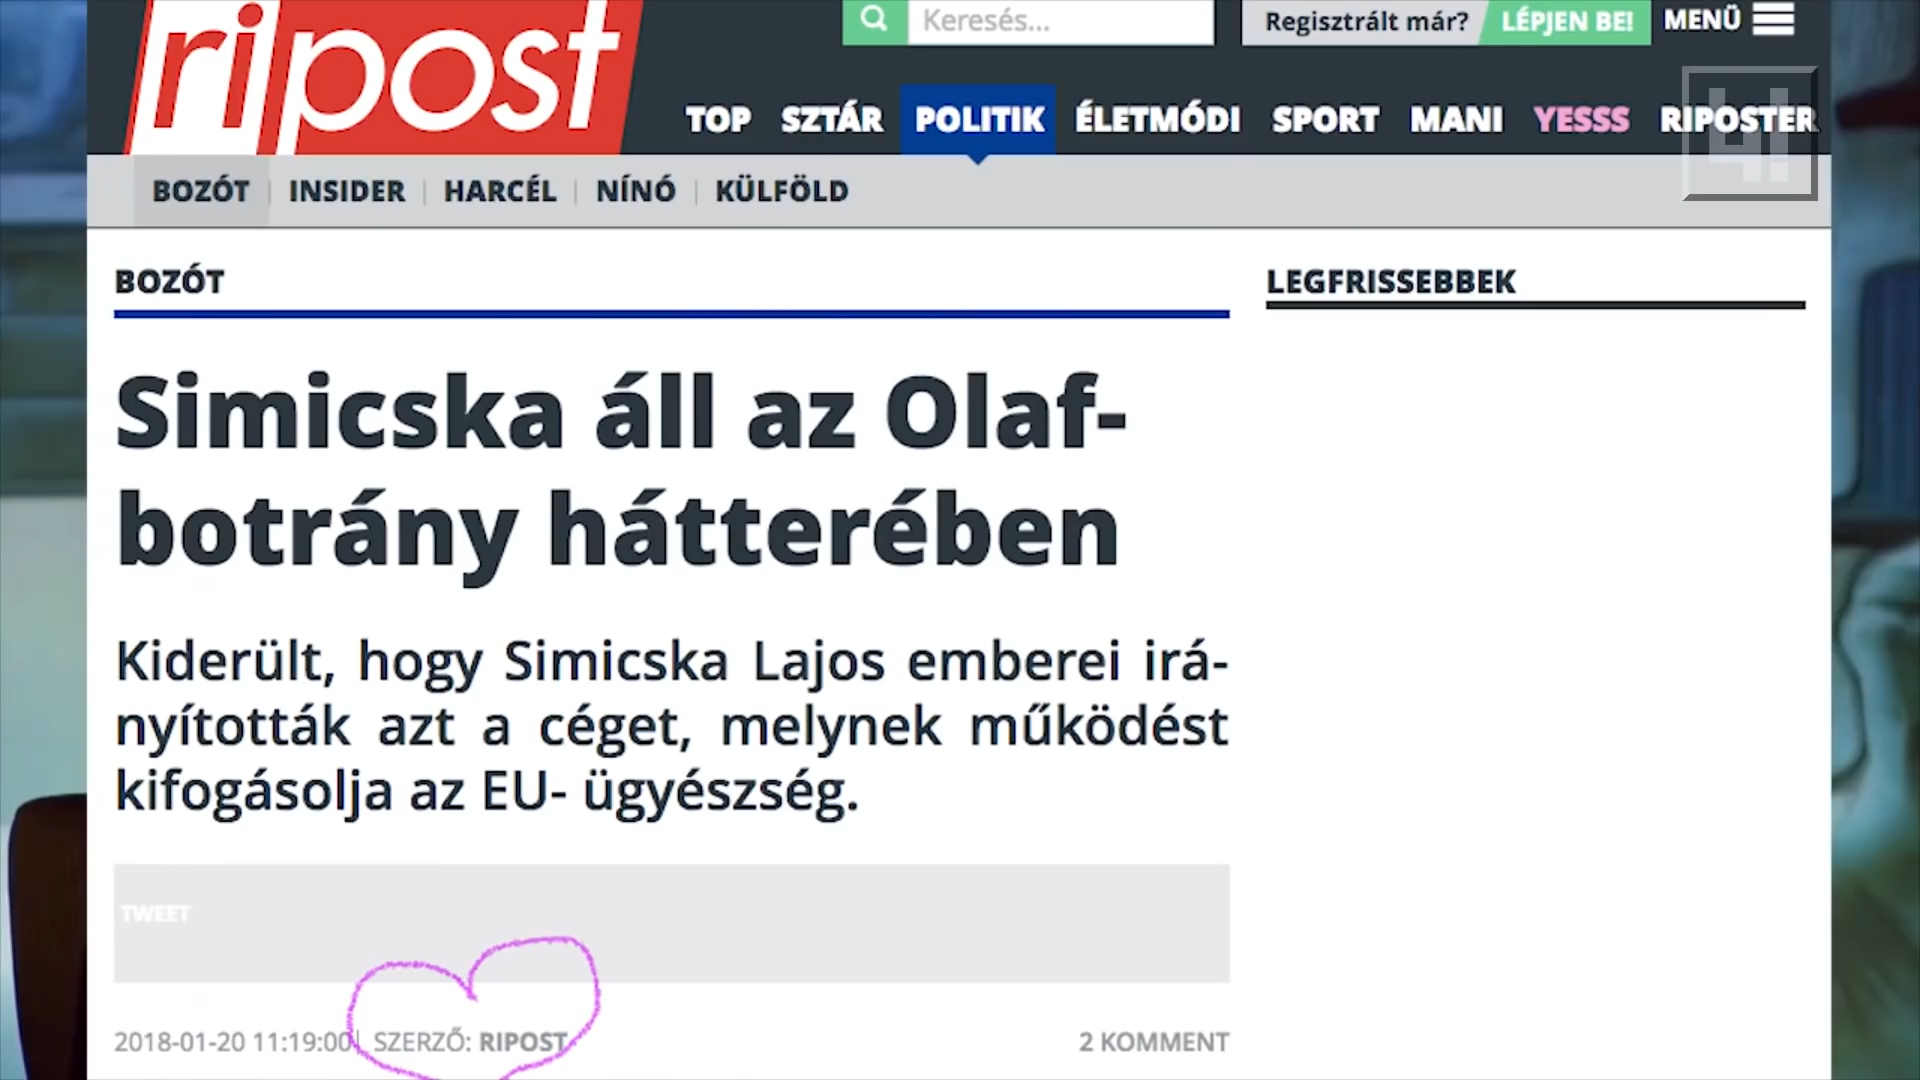 ripost
Keresés...
Regisztrált már?
LÉPJEN BE!
MENÜ
TOP SZTÁR POLITIK ÉLETMÓDI SPORT MANI YESSS RIPOSTER
4!
BOZÓT INSIDER HARCÉL NÍNÓ KÜLFÖLD
BOZÓT
LEGFRISSEBBEK
Simicska áll az Olaf-
botrány hátterében
Kiderült, hogy Simicska Lajos emberei irá-
nyították azt a céget, melynek működést
kifogásolja az EU- ügyészség.
TWEET
2018-01-20 11:19:00| SZERZŐ: RIPOST
2 KOMMENT